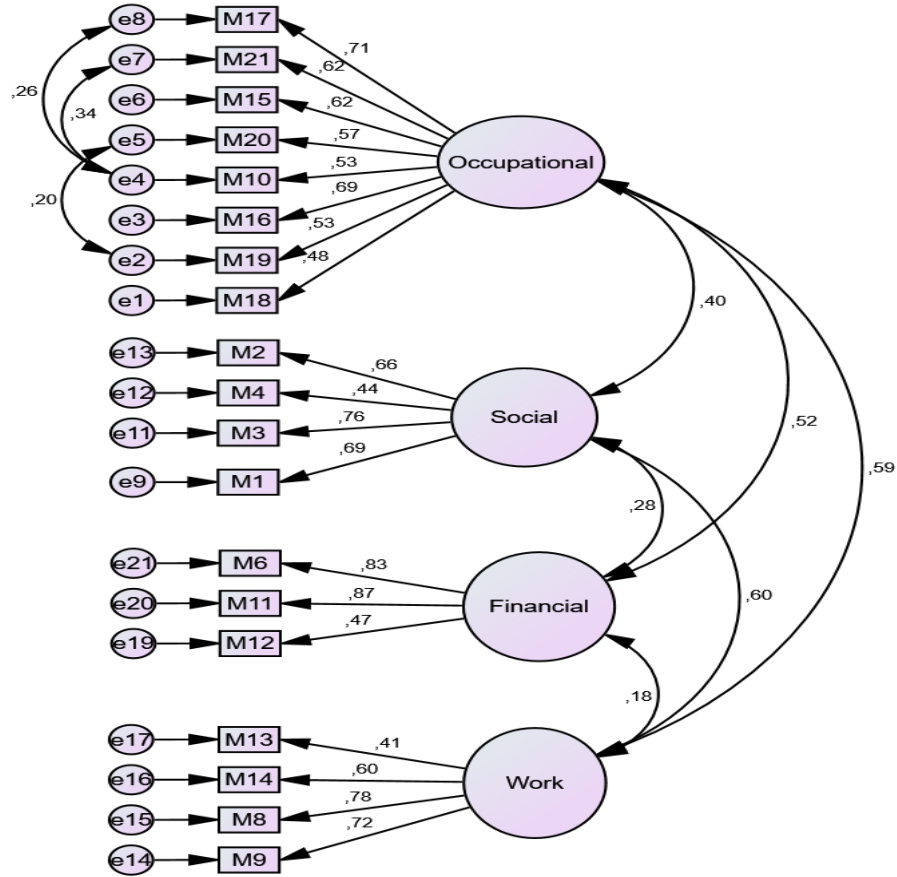 e8 M17 ,71
e7 M21 ,62
e6 M15 ,62
e5 M20 ,57
e4 M10 ,53
e3 M16 ,69
e2 M19 ,53
e1 M18 ,48
,26
,34
,20
Occupational
e13 M2 ,66
e12 M4 ,44
e11 M3 ,76
e9 M1 ,69
Social
e21 M6 ,83
e20 M11 ,87
e19 M12 ,47
Financial
e17 M13 ,41
e16 M14 ,60
e15 M8 ,78
e14 M9 ,72
Work
,40
,52
,59
,28
,60
,18